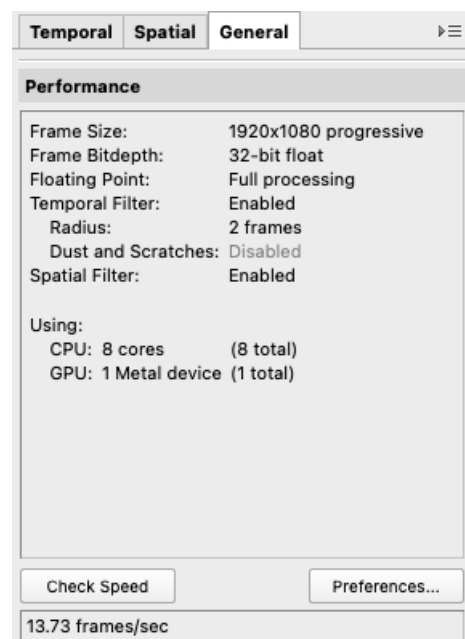 Temporal Spatial General
Performance
Frame Size: 1920x1080 progressive
Frame Bitdepth: 32-bit float
Floating Point: Full processing
Temporal Filter: Enabled
Radius: 2 frames
Dust and Scratches: Disabled
Spatial Filter: Enabled
Using:
CPU: 8 cores (8 total)
GPU: 1 Metal device (1 total)
Check Speed Preferences...
13.73 frames/sec